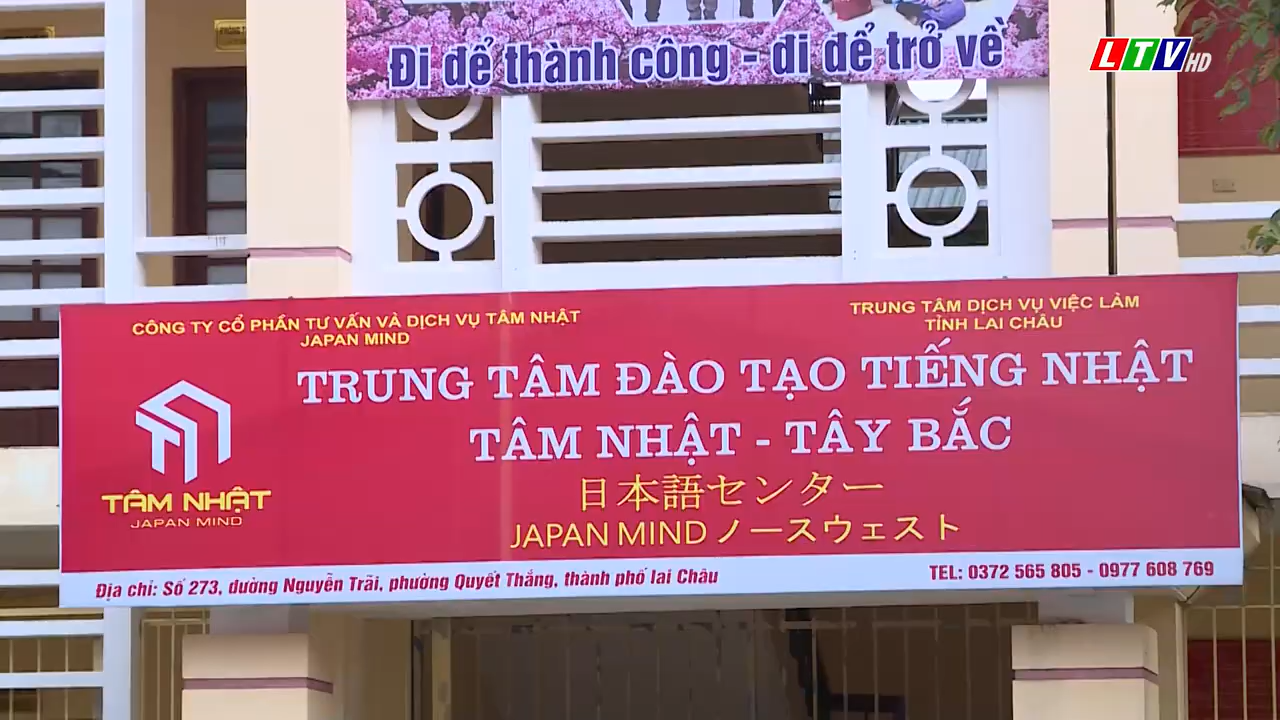 Đi để thành công - đi để trở về
LTV HD
CÔNG TY CỔ PHẦN TƯ VẤN VÀ DỊCH VỤ TÂM NHẬT
JAPAN MIND
TRUNG TÂM DỊCH VỤ VIỆC LÀM
TỈNH LAI CHÂU
TRUNG TÂM ĐÀO TẠO TIẾNG NHẬT
TÂM NHẬT - TÂY BẮC
日本語センター
JAPAN MIND ノースウェスト
TÂM NHẬT
JAPAN MIND
Địa chỉ: Số 273, đường Nguyễn Trãi, phường Quyết Thắng, thành phố lai Châu
TEL: 0372 565 805 - 0977 608 769